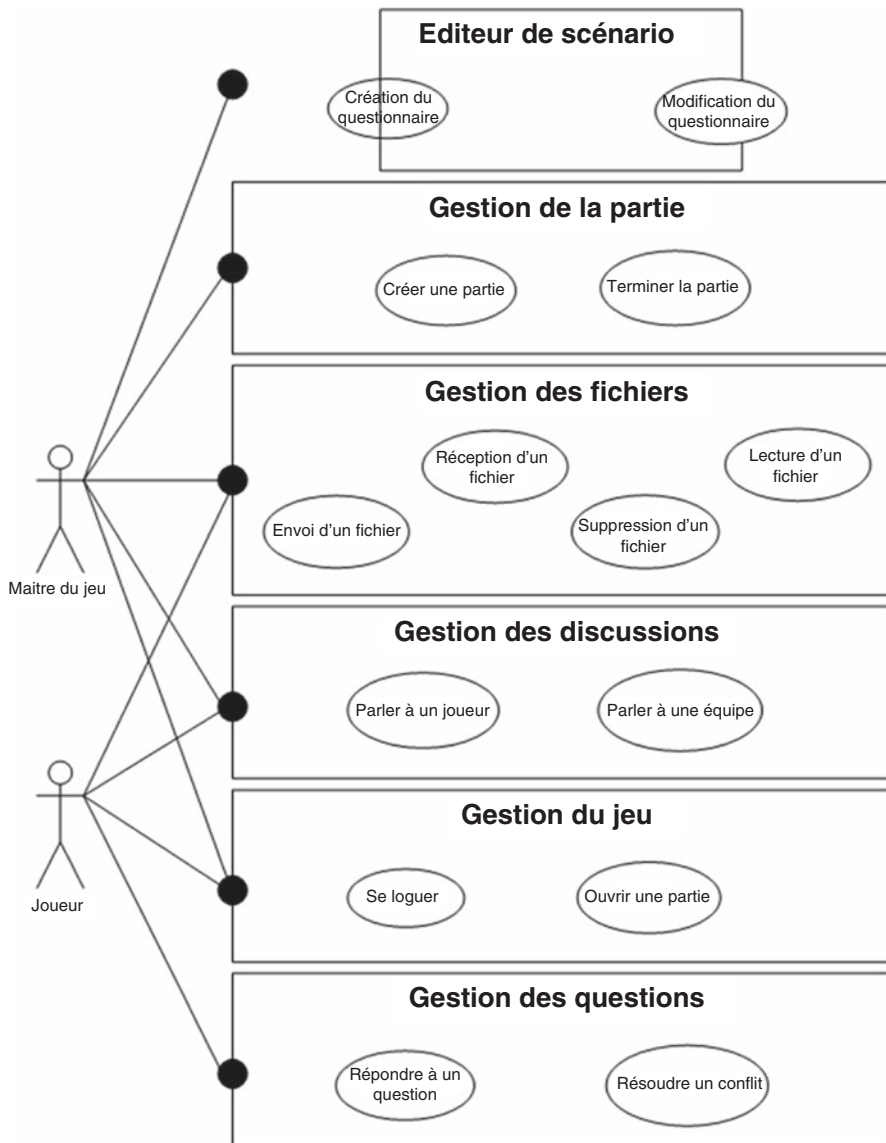 Editeur de scénario
Création du
questionnaire
Modification du
questionnaire
Gestion de la partie
Créer une partie
Terminer la partie
Gestion des fichiers
Réception d’un
fichier
Lecture d’un
fichier
Envoi d’un fichier
Suppression d’un
fichier
Maitre du jeu
Gestion des discussions
Parler à un joueur
Parler à une équipe
Joueur
Gestion du jeu
Se loguer
Ouvrir une partie
Gestion des questions
Répondre à un
question
Résoudre un conflit